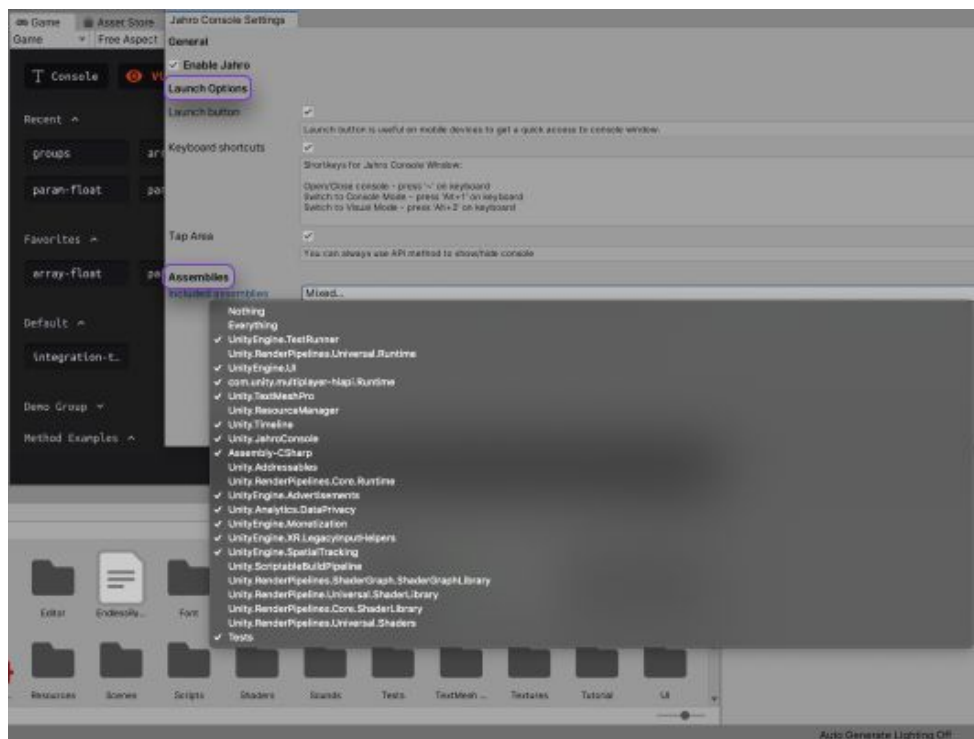 Game
Asset Store
Jahro Console Settings
Game
Free Aspect
General
Enable Jahro
T Console
Launch Options
Launch button
Launch button is useful on mobile devices to get a quick access to console window
Recent
groups
Keyboard shortcuts
Shortkeys for Jahro Console Window:
Open/Close console - press '~' on keyboard
Switch to Console Mode - press 'Alt+1' on keyboard
Switch to Visual Mode - press 'Alt+2' on keyboard
param-float
Favorites
Tap Area
You can always use API method to show/hide console
array-float
Assemblies
Included assemblies
Mixed...
Default
integration-t…
Demo Group
Method Examples
Nothing
Everything
UnityEngine.TestRunner
Unity.RenderPipelines.Universal.Runtime
UnityEngine.UI
com.unity.multiplayer-hlapi.Runtime
Unity.TextMeshPro
Unity.ResourceManager
Unity.Timeline
Unity.JahroConsole
Assembly-CSharp
Unity.Addressables
Unity.RenderPipelines.Core.Runtime
UnityEngine.Advertisements
Unity.Analytics.DataPrivacy
UnityEngine.Monetization
UnityEngine.XR.LegacyInputHelpers
UnityEngine.SpatialTracking
Unity.ScriptableBuildPipeline
Unity.RenderPipelines.ShaderGraph.ShaderGraphLibrary
Unity.RenderPipeline.Universal.ShaderLibrary
Unity.RenderPipelines.Core.ShaderLibrary
Unity.RenderPipelines.Universal.Shaders
Tests
Editor
EndlessRu...
Font
Resources
Scenes
Scripts
Shaders
Sounds
Tests
TextMesh ...
Textures
Tutorial
UI
Auto Generate Lighting Off